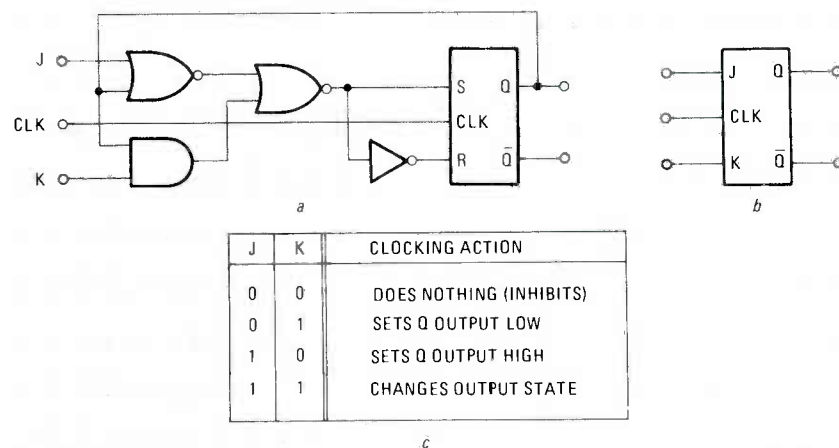 J
CLK
K
S Q
CLK
R Q̅
a
J Q
CLK
K Q̅
b
J K CLOCKING ACTION
0 0 DOES NOTHING (INHIBITS)
0 1 SETS Q OUTPUT LOW
1 0 SETS Q OUTPUT HIGH
1 1 CHANGES OUTPUT STATE
c